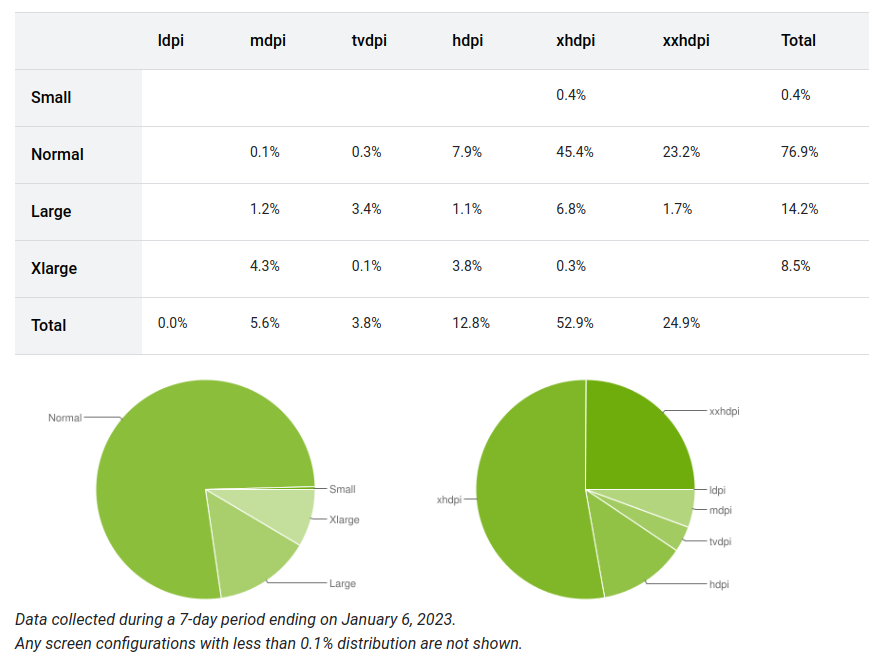 ldpi mdpi tvdpi hdpi xhdpi xxhdpi Total
Small 0.4% 0.4%
Normal 0.1% 0.3% 7.9% 45.4% 23.2% 76.9%
Large 1.2% 3.4% 1.1% 6.8% 1.7% 14.2%
Xlarge 4.3% 0.1% 3.8% 0.3% 8.5%
Total 0.0% 5.6% 3.8% 12.8% 52.9% 24.9%
Normal
Small
Xlarge
Large
xxhdpi
xhdpi
ldpi
mdpi
tvdpi
hdpi
Data collected during a 7-day period ending on January 6, 2023.
Any screen configurations with less than 0.1% distribution are not shown.